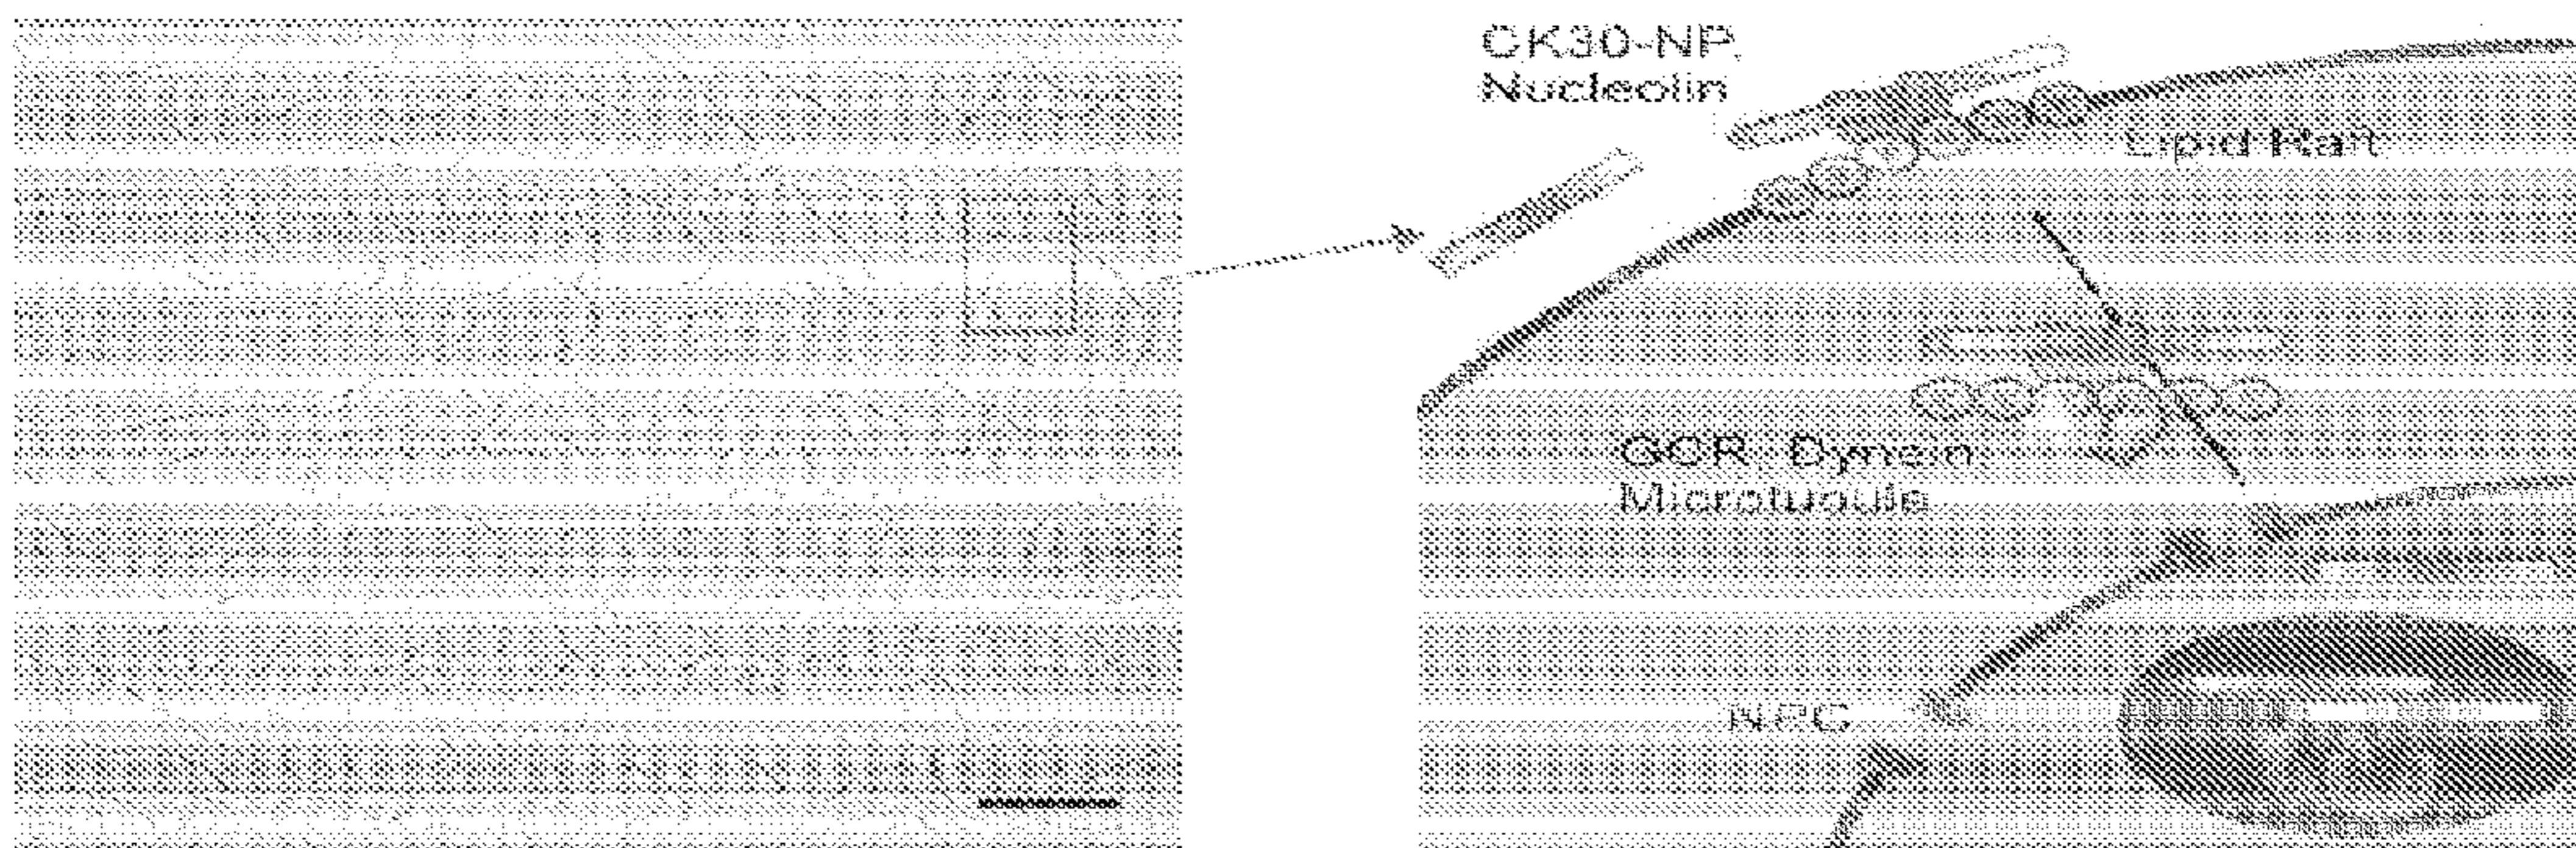 CK30-NP,
Nucleolin
Lipid Raft
GCR, Dynein,
Microtubule
NPC